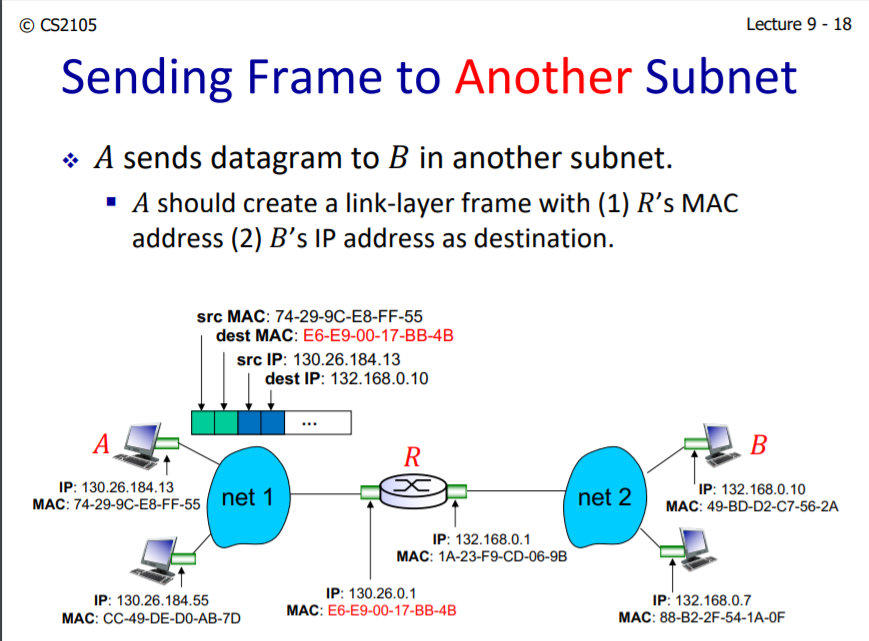 © CS2105
Lecture 9 - 18
Sending Frame to Another Subnet
❖ A sends datagram to B in another subnet.
▪ A should create a link-layer frame with (1) R's MAC
address (2) B's IP address as destination.
src MAC: 74-29-9C-E8-FF-55
dest MAC: E6-E9-00-17-BB-4B
src IP: 130.26.184.13
dest IP: 132.168.0.10
...
A
R
B
IP: 130.26.184.13
MAC: 74-29-9C-E8-FF-55
net 1
net 2
IP: 132.168.0.10
MAC: 49-BD-D2-C7-56-2A
IP: 132.168.0.1
MAC: 1A-23-F9-CD-06-9B
IP: 130.26.0.1
MAC: E6-E9-00-17-BB-4B
IP: 130.26.184.55
MAC: CC-49-DE-D0-AB-7D
IP: 132.168.0.7
MAC: 88-B2-2F-54-1A-0F